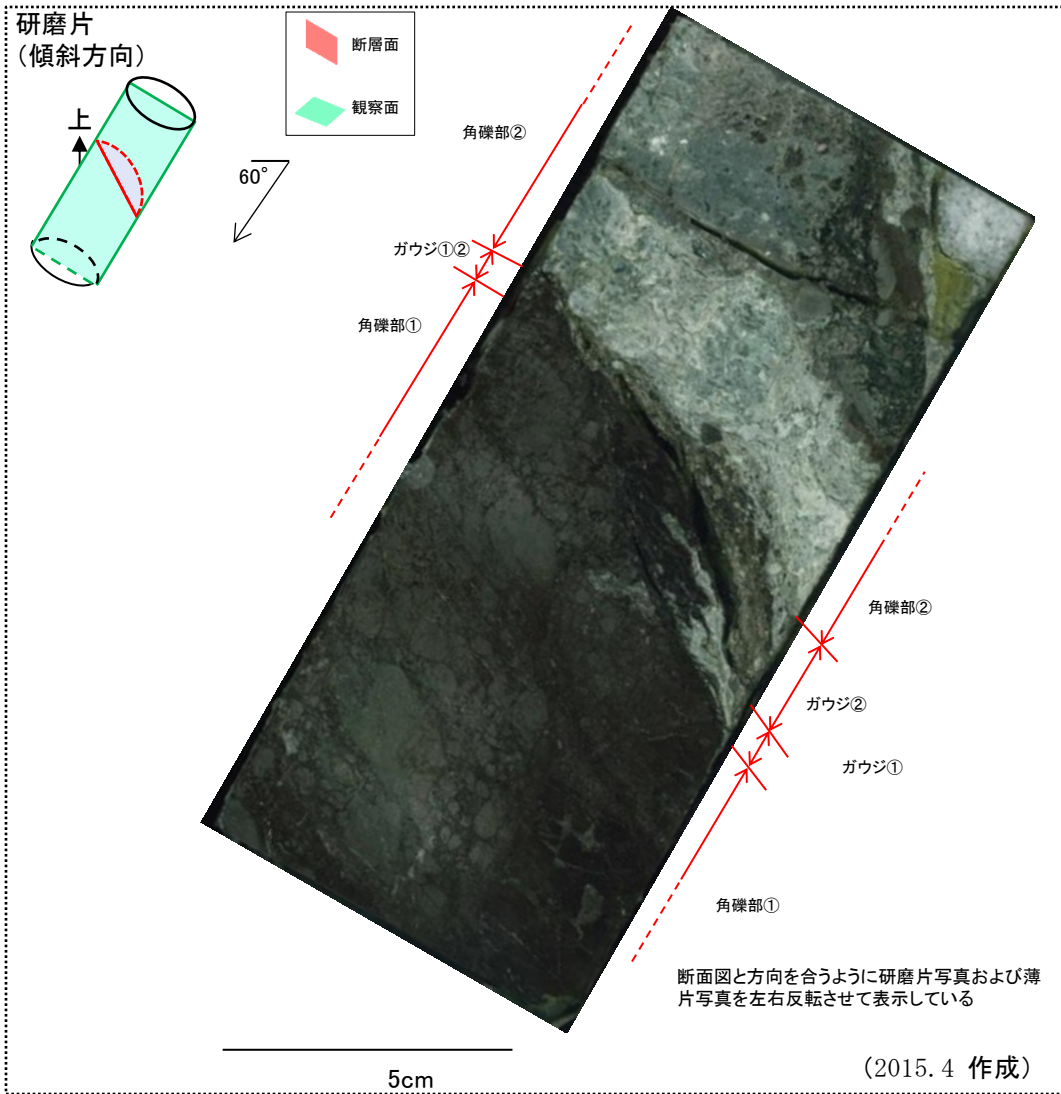 研磨片
(傾斜方向)
断層面
観察面
上
60°
角礫部②
ガウジ①②
角礫部①
角礫部②
ガウジ②
ガウジ①
角礫部①
断面図と方向を合うように研磨片写真および薄
片写真を左右反転させて表示している
5cm
(2015.4 作成)